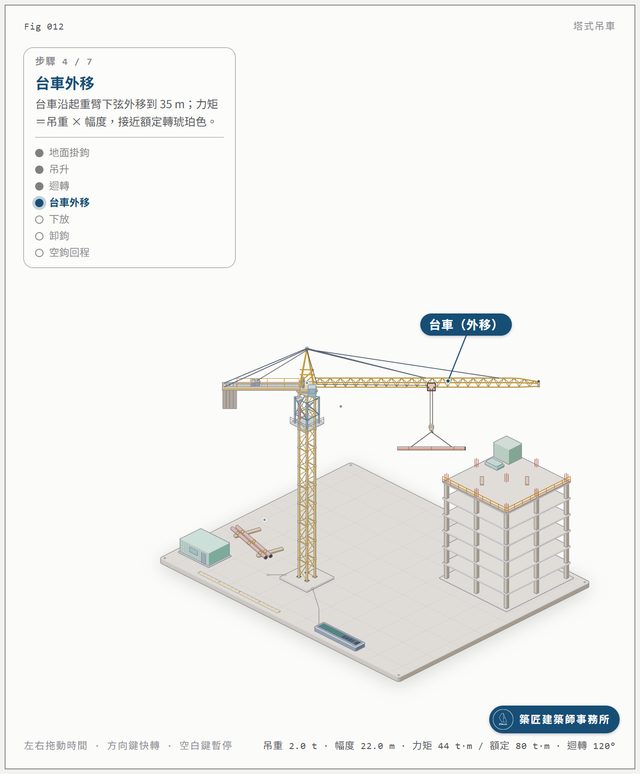 Fig 012
塔式吊車
步驟 4 / 7
台車外移
台車沿起重臂下弦外移到 35 m；力矩
＝吊重 × 幅度，接近額定轉琥珀色。
地面掛鉤
吊升
迴轉
台車外移
下放
卸鉤
空鉤回程
台車（外移）
築匠建築師事務所
左右拖動時間 · 方向鍵快轉 · 空白鍵暫停
吊重 2.0 t · 幅度 22.0 m · 力矩 44 t·m / 額定 80 t·m · 迴轉 120°